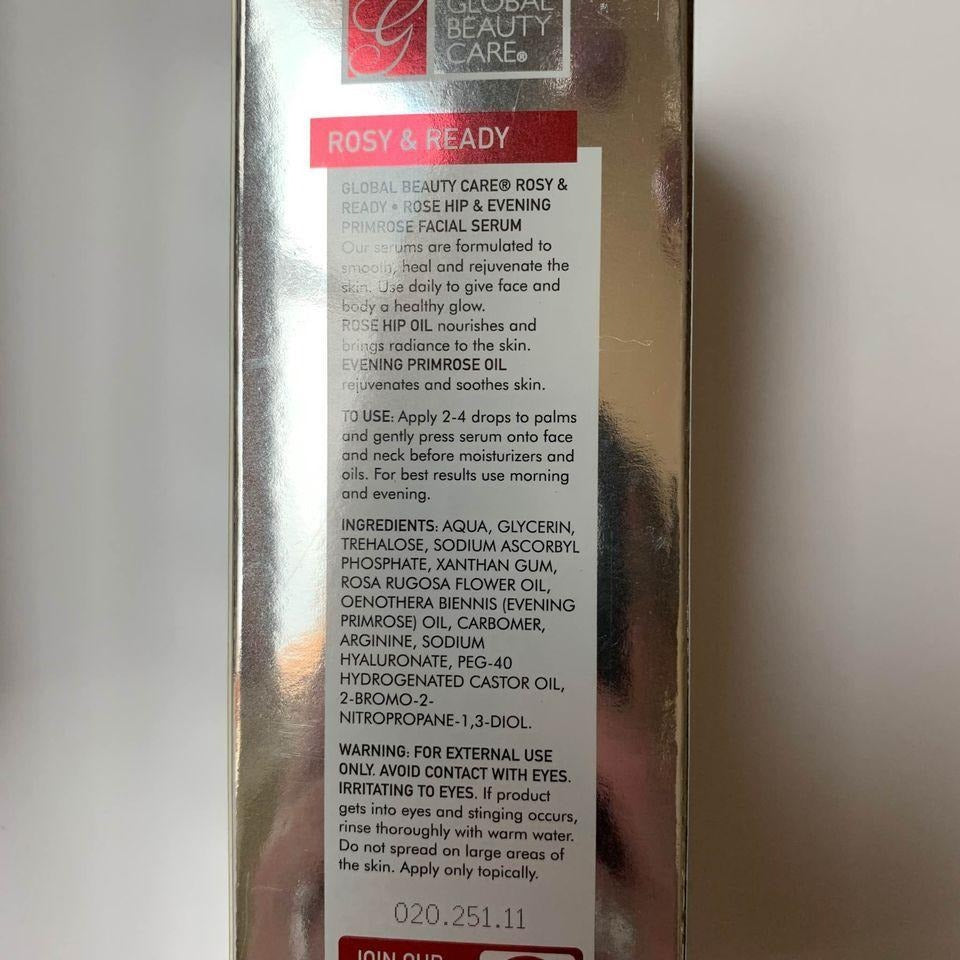 G
GLOBAL
BEAUTY
CARE®
ROSY & READY
GLOBAL BEAUTY CARE® ROSY &
READY • ROSE HIP & EVENING
PRIMROSE FACIAL SERUM
Our serums are formulated to
smooth, heal and rejuvenate the
skin. Use daily to give face and
body a healthy glow.
ROSE HIP OIL nourishes and
brings radiance to the skin.
EVENING PRIMROSE OIL
rejuvenates and soothes skin.
TO USE: Apply 2-4 drops to palms
and gently press serum onto face
and neck before moisturizers and
oils. For best results use morning
and evening.
INGREDIENTS: AQUA, GLYCERIN,
TREHALOSE, SODIUM ASCORBYL
PHOSPHATE, XANTHAN GUM,
ROSA RUGOSA FLOWER OIL,
OENOTHERA BIENNIS (EVENING
PRIMROSE) OIL, CARBOMER,
ARGININE, SODIUM
HYALURONATE, PEG-40
HYDROGENATED CASTOR OIL,
2-BROMO-2-
NITROPROPANE-1,3-DIOL.
WARNING: FOR EXTERNAL USE
ONLY. AVOID CONTACT WITH EYES.
IRRITATING TO EYES. If product
gets into eyes and stinging occurs,
rinse thoroughly with warm water.
Do not spread on large areas of
the skin. Apply only topically.
020.251.11
JOIN OUR